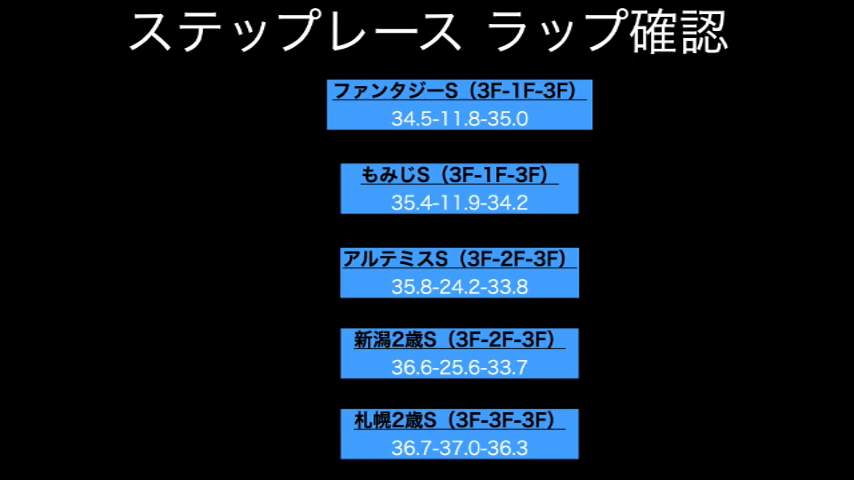 ステップレース ラップ確認
ファンタジーS（3F-1F-3F）
34.5-11.8-35.0
もみじS（3F-1F-3F）
35.4-11.9-34.2
アルテミスS（3F-2F-3F）
35.8-24.2-33.8
新潟2歳S（3F-2F-3F）
36.6-25.6-33.7
札幌2歳S（3F-3F-3F）
36.7-37.0-36.3